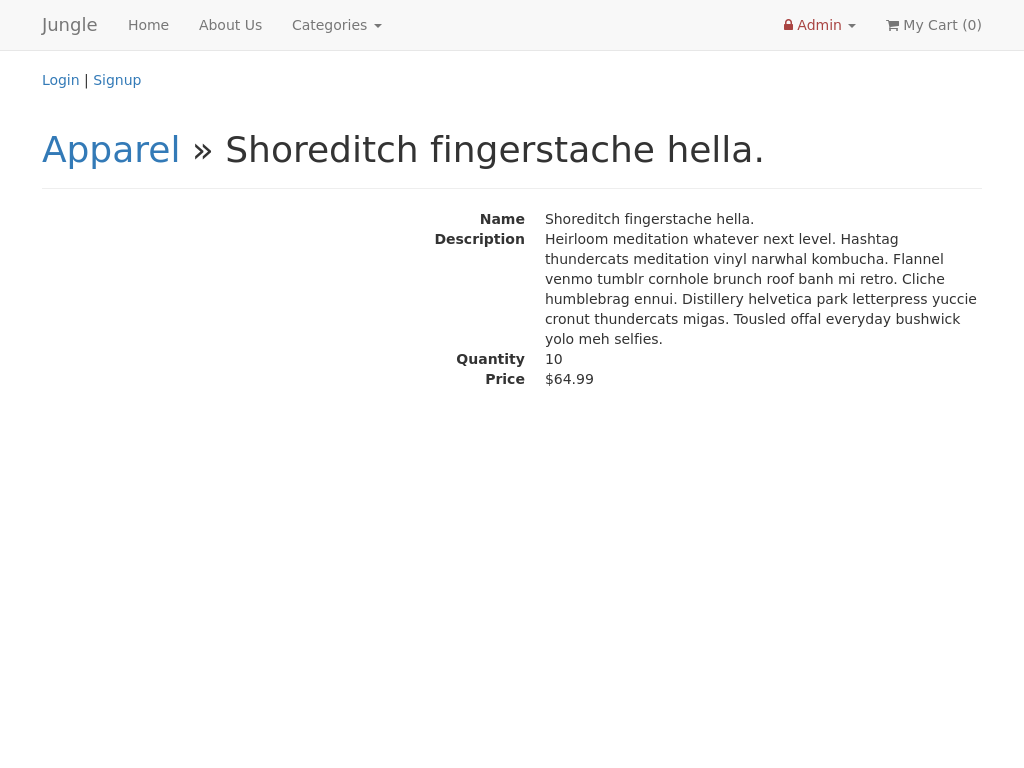 Jungle Home About Us Categories Admin My Cart (0)
Login | Signup
Apparel » Shoreditch fingerstache hella.
Name Shoreditch fingerstache hella.
Description Heirloom meditation whatever next level. Hashtag
thundercats meditation vinyl narwhal kombucha. Flannel
venmo tumblr cornhole brunch roof banh mi retro. Cliche
humblebrag ennui. Distillery helvetica park letterpress yuccie
cronut thundercats migas. Tousled offal everyday bushwick
yolo meh selfies.
Quantity 10
Price $64.99